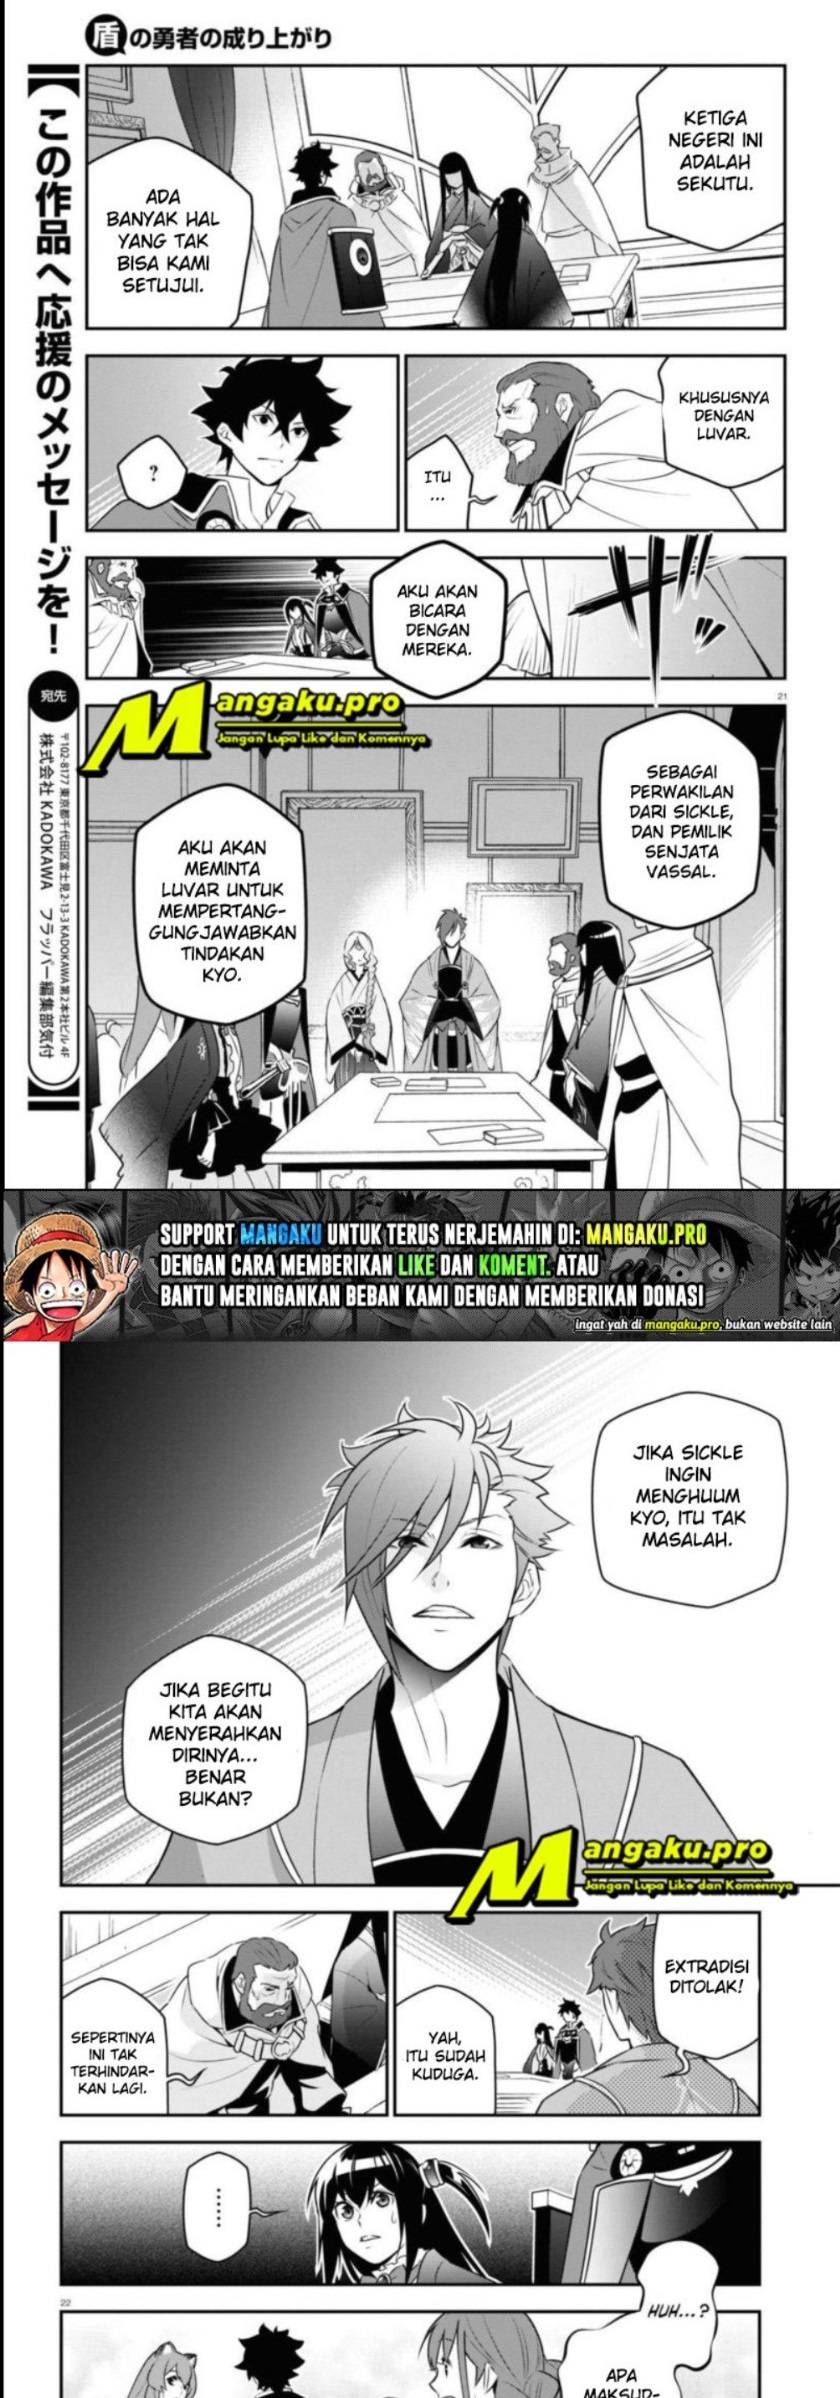 盾の勇者の成り上がり
【この作品へ応援のメッセージを!
宛先
〒102-8177 東京都千代田区富士見2-13-3 KADOKAWA第2本社ビル4F
株式会社KADOKAWA フラッパー編集部気付】
KETIGA
NEGERI INI
ADALAH
SEKUTU.
ADA
BANYAK HAL
YANG TAK
BISA KAMI
SETUJUI.
KHUSUSNYA
DENGAN
LUVAR.
ITU
...
?
AKU AKAN
BICARA
DENGAN
MEREKA.
21
Mangaku.pro
Jangan Lupa Like dan Komennya
SEBAGAI
PERWAKILAN
DARI SICKLE,
DAN PEMILIK
SENJATA
VASSAL.
AKU AKAN
MEMINTA
LUVAR UNTUK
MEMPERTANG-
GUNGJAWABKAN
TINDAKAN
KYO.
SUPPORT MANGAKU UNTUK TERUS NERJEMAHIN DI: MANGAKU.PRO
DENGAN CARA MEMBERIKAN LIKE DAN KOMENT. ATAU
BANTU MERINGANKAN BEBAN KAMI DENGAN MEMBERIKAN DONASI
ingat yah di mangaku.pro, bukan website lain
JIKA SICKLE
INGIN
MENGHUUM
KYO, ITU TAK
MASALAH.
JIKA BEGITU
KITA AKAN
MENYERAHKAN
DIRINYA...
BENAR
BUKAN?
Mangaku.pro
Jangan Lupa Like dan Komennya
EXTRADISI
DITOLAK!
YAH,
ITU SUDAH
KUDUGA.
SEPERTINYA
INI TAK
TERHINDAR-
KAN LAGI.
......
22
HUH...?
APA
MAKSUD-